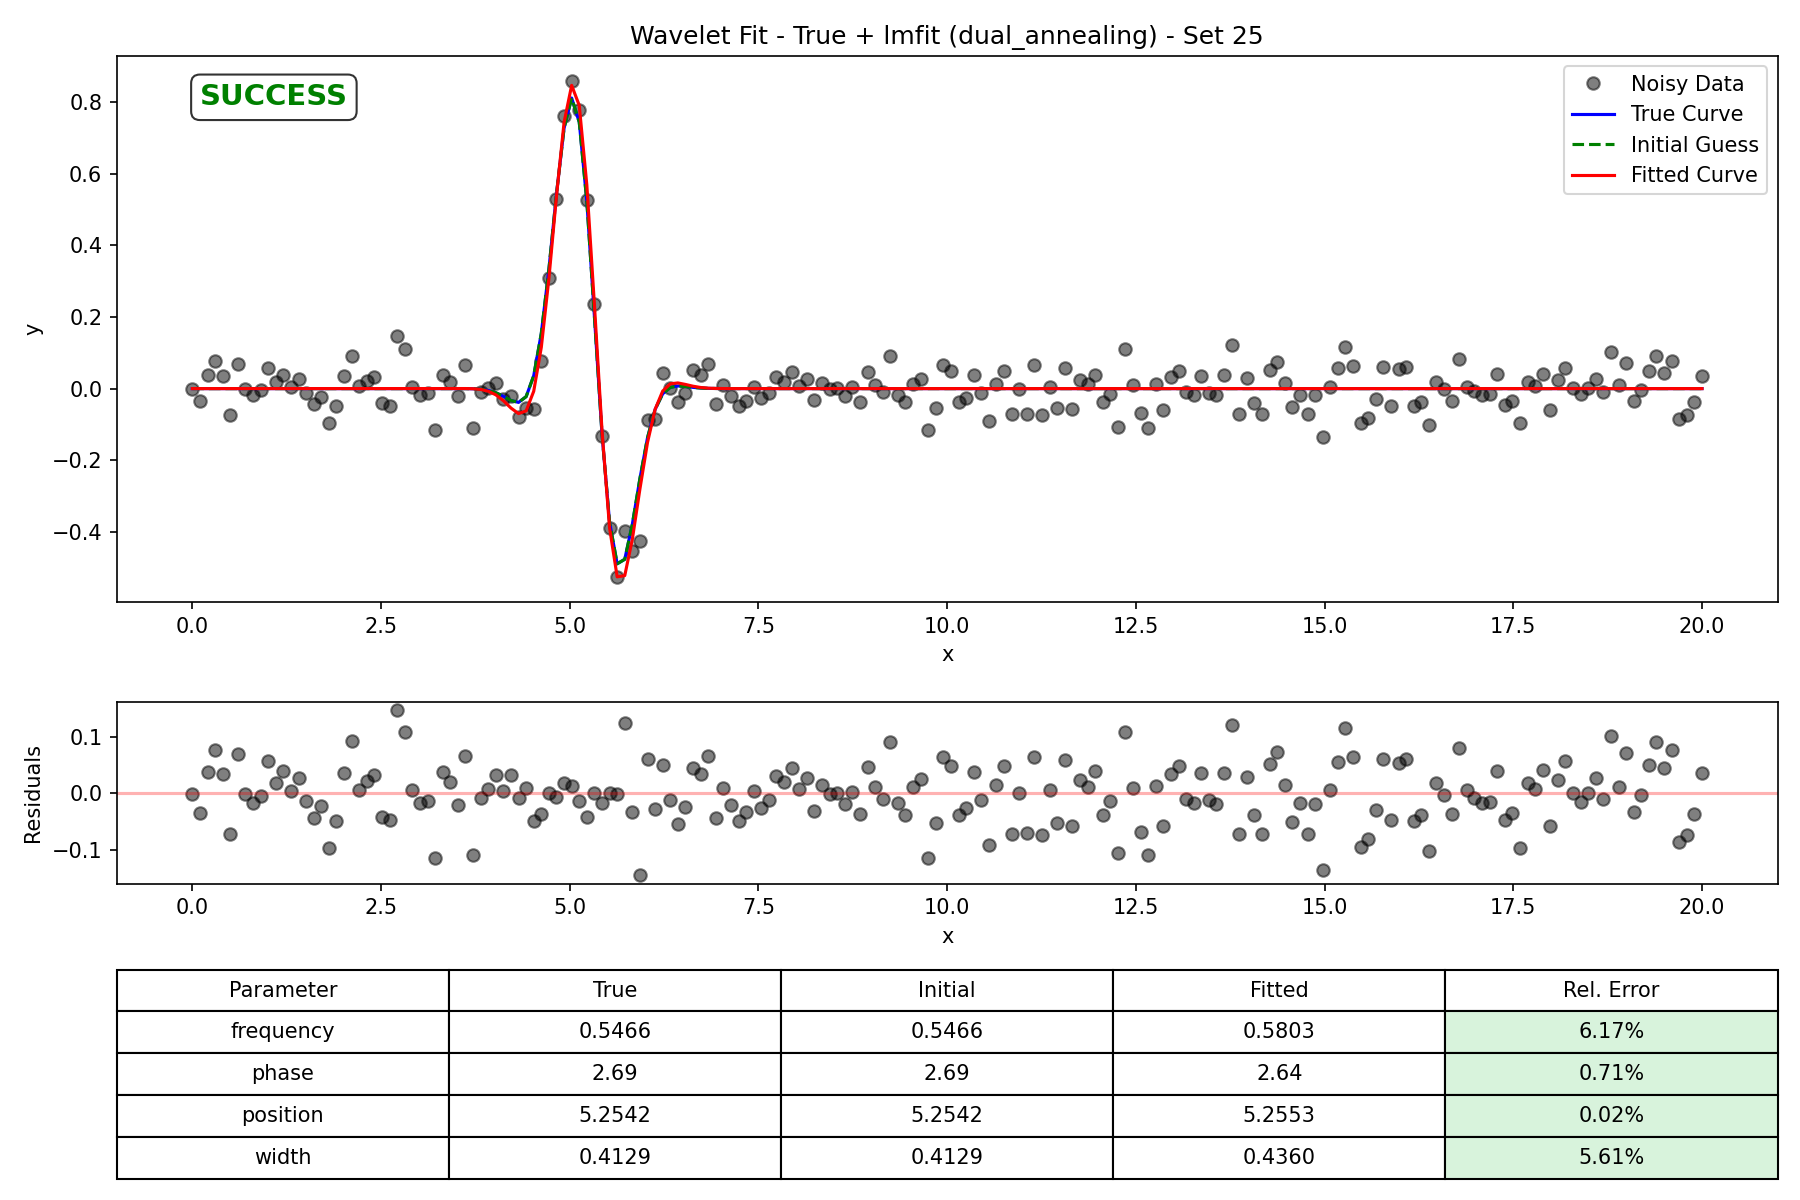 Wavelet Fit - True + lmfit (dual_annealing) - Set 25
SUCCESS
Noisy Data
True Curve
Initial Guess
Fitted Curve
y
0.8
0.6
0.4
0.2
0.0
−0.2
−0.4
0.0 2.5 5.0 7.5 10.0 12.5 15.0 17.5 20.0
x
Residuals
0.1
0.0
−0.1
0.0 2.5 5.0 7.5 10.0 12.5 15.0 17.5 20.0
x
Parameter True Initial Fitted Rel. Error
frequency 0.5466 0.5466 0.5803 6.17%
phase 2.69 2.69 2.64 0.71%
position 5.2542 5.2542 5.2553 0.02%
width 0.4129 0.4129 0.4360 5.61%